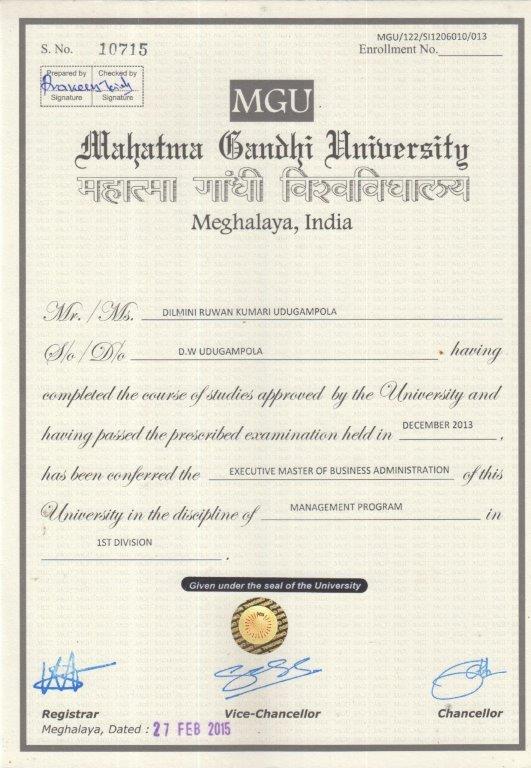 MGU/122/SI1206010/013
S. No. 10715 Enrollment No.
Prepared by Checked by
Signature Signature
MGU
Mahatma Gandhi University
महात्मा गांधी विश्वविद्यालय
Meghalaya, India
Mr. / Ms. DILMINI RUWAN KUMARI UDUGAMPOLA
S/o / D/o D.W UDUGAMPOLA having
completed the course of studies approved by the University and
having passed the prescribed examination held in DECEMBER 2013 ,
has been conferred the EXECUTIVE MASTER OF BUSINESS ADMINISTRATION of this
University in the discipline of MANAGEMENT PROGRAM in
1ST DIVISION .
Given under the seal of the University
Registrar Vice-Chancellor Chancellor
Meghalaya, Dated : 27 FEB 2015